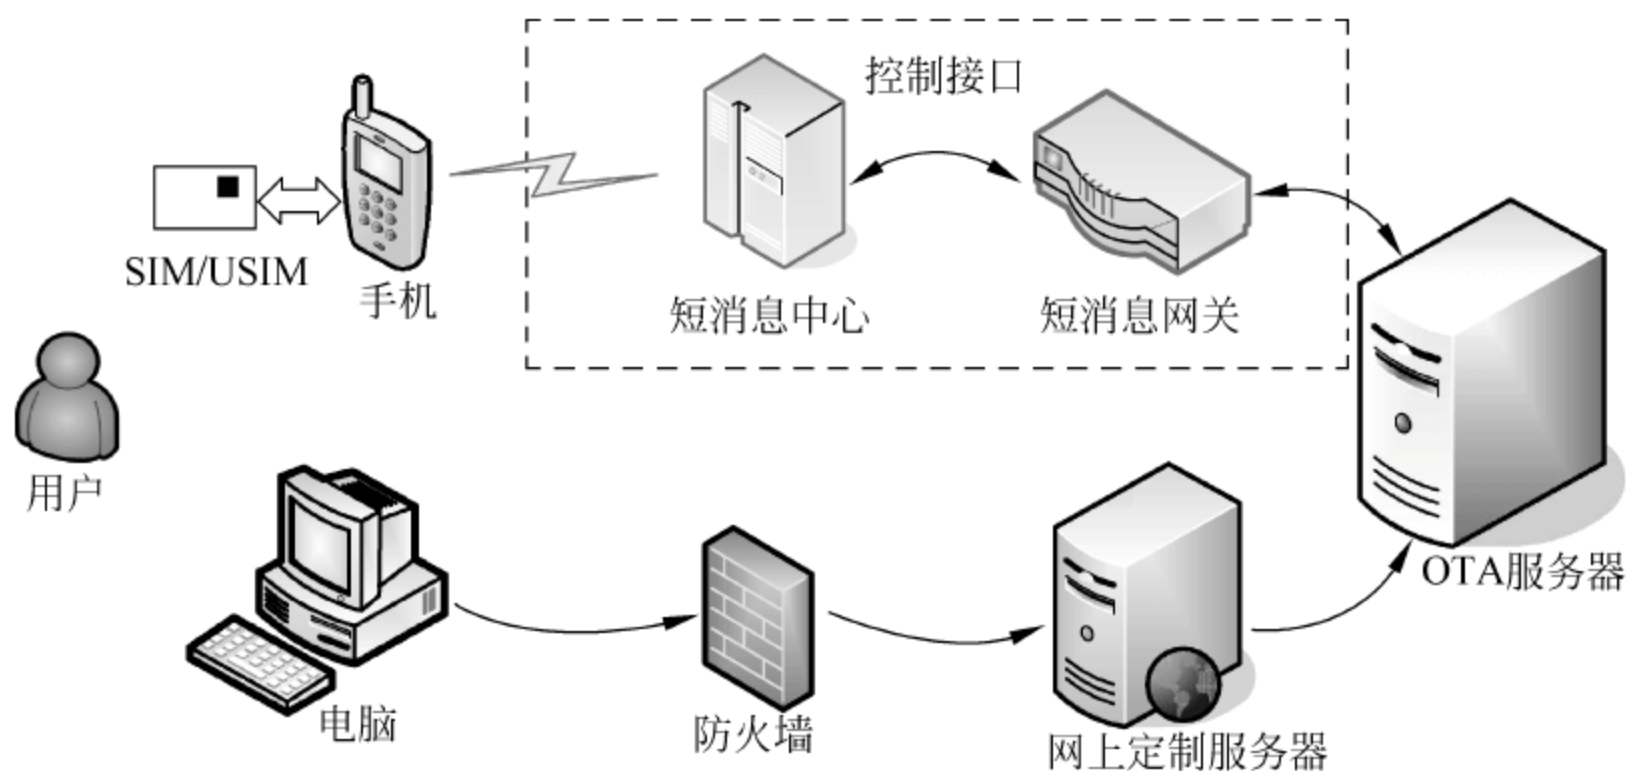 控制接口
SIM/USIM
手机
短消息中心
短消息网关
用户
OTA服务器
电脑
防火墙
网上定制服务器